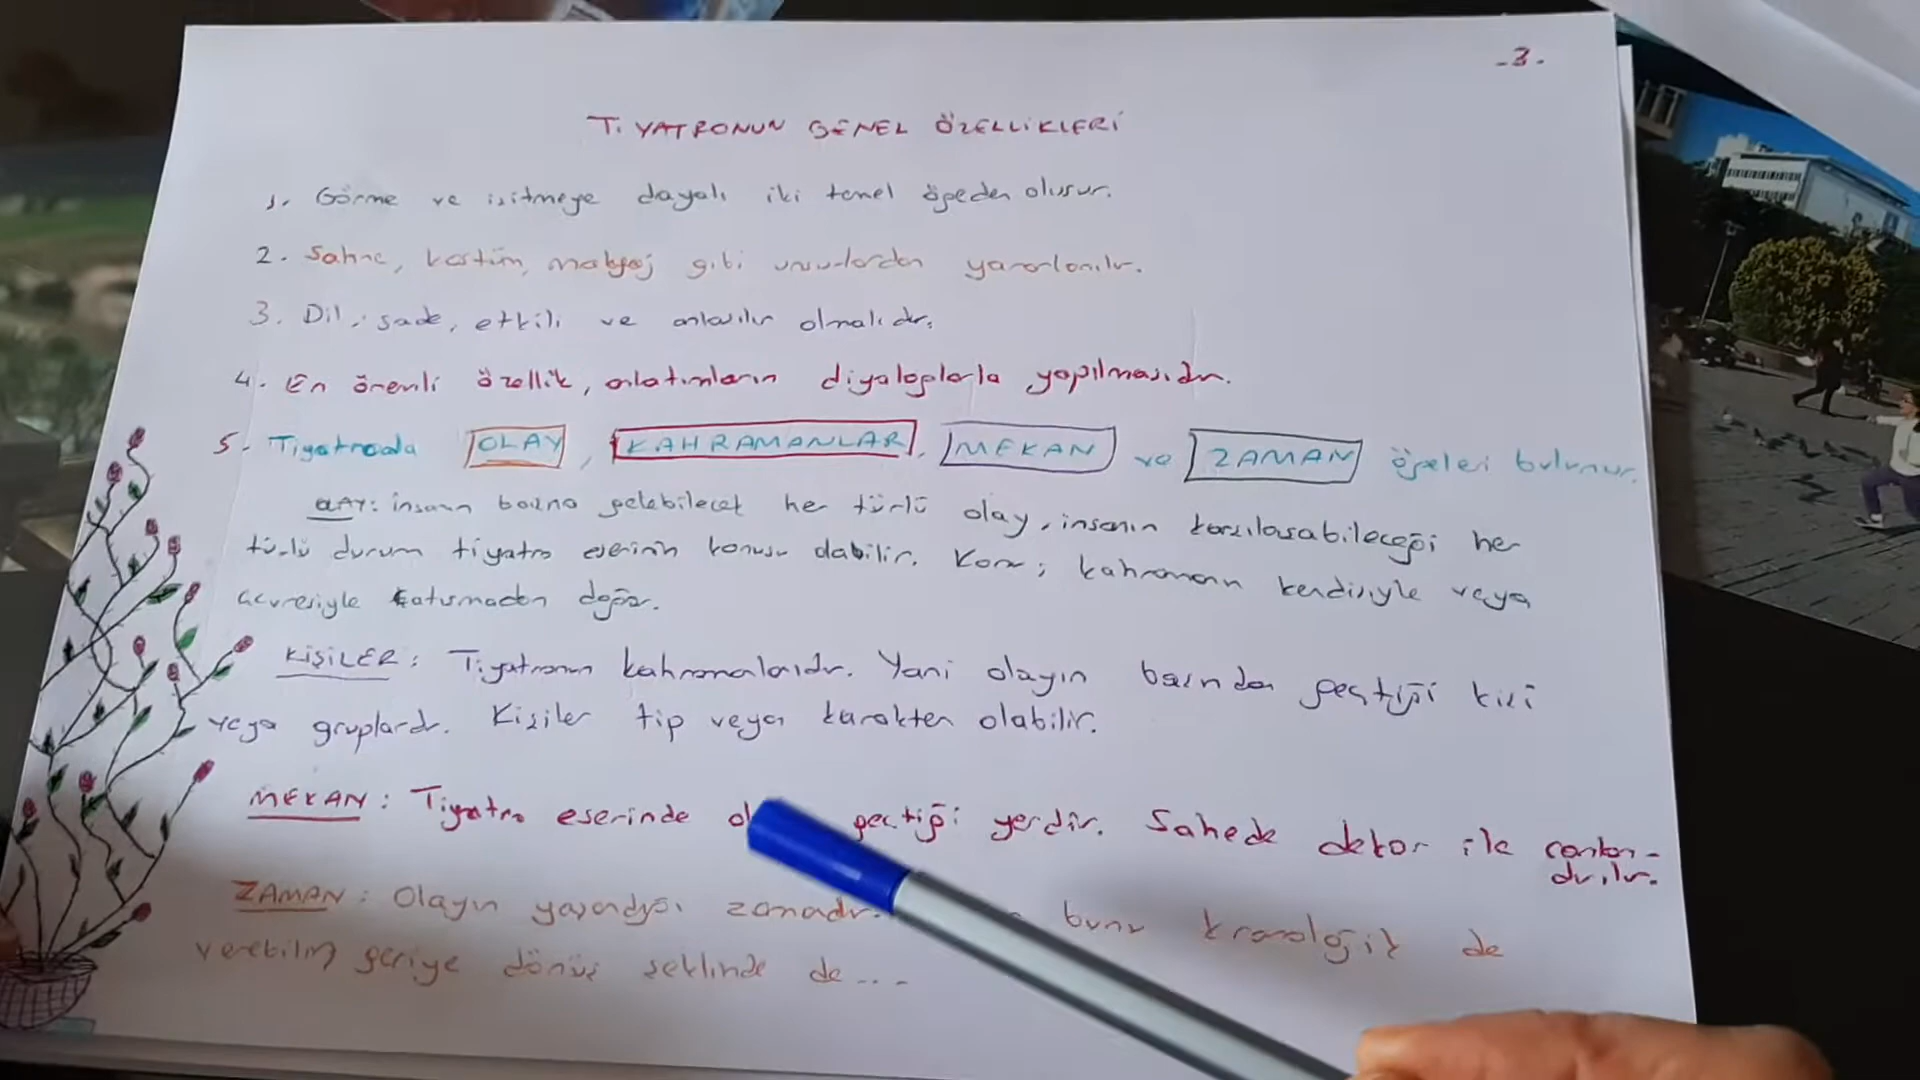 -3-
TİYATRONUN GENEL ÖZELLİKLERİ
1. Görme ve işitmeye dayalı iki temel ögeden oluşur.
2. Sahne, kostüm, makyaj gibi unsurlardan yararlanılır.
3. Dil, sade, etkili ve anlaşılır olmalıdır.
4. En önemli özellik, anlatımların diyaloglarla yapılmasıdır.
5. Tiyatroda OLAY, KAHRAMANLAR, MEKAN ve ZAMAN ögeleri bulunur.
OLAY: insanın başına gelebilecek her türlü olay, insanın karşılaşabileceği her
türlü durum tiyatro eserinin konusu olabilir. Konu; kahramanın kendisiyle veya
çevresiyle çatışmadan doğar.
KİŞİLER: Tiyatronun kahramanlarıdır. Yani olayın başından geçtiği kişi
veya gruplardır. Kişiler tip veya karakter olabilir.
MEKAN: Tiyatro eserinde geçtiği yerdir. Sahnede dekor ile canlan-
dırılır.
ZAMAN: Olayın yaşandığı zamandır. bunu kronolojik de
verebilir, geriye dönüş şeklinde de...